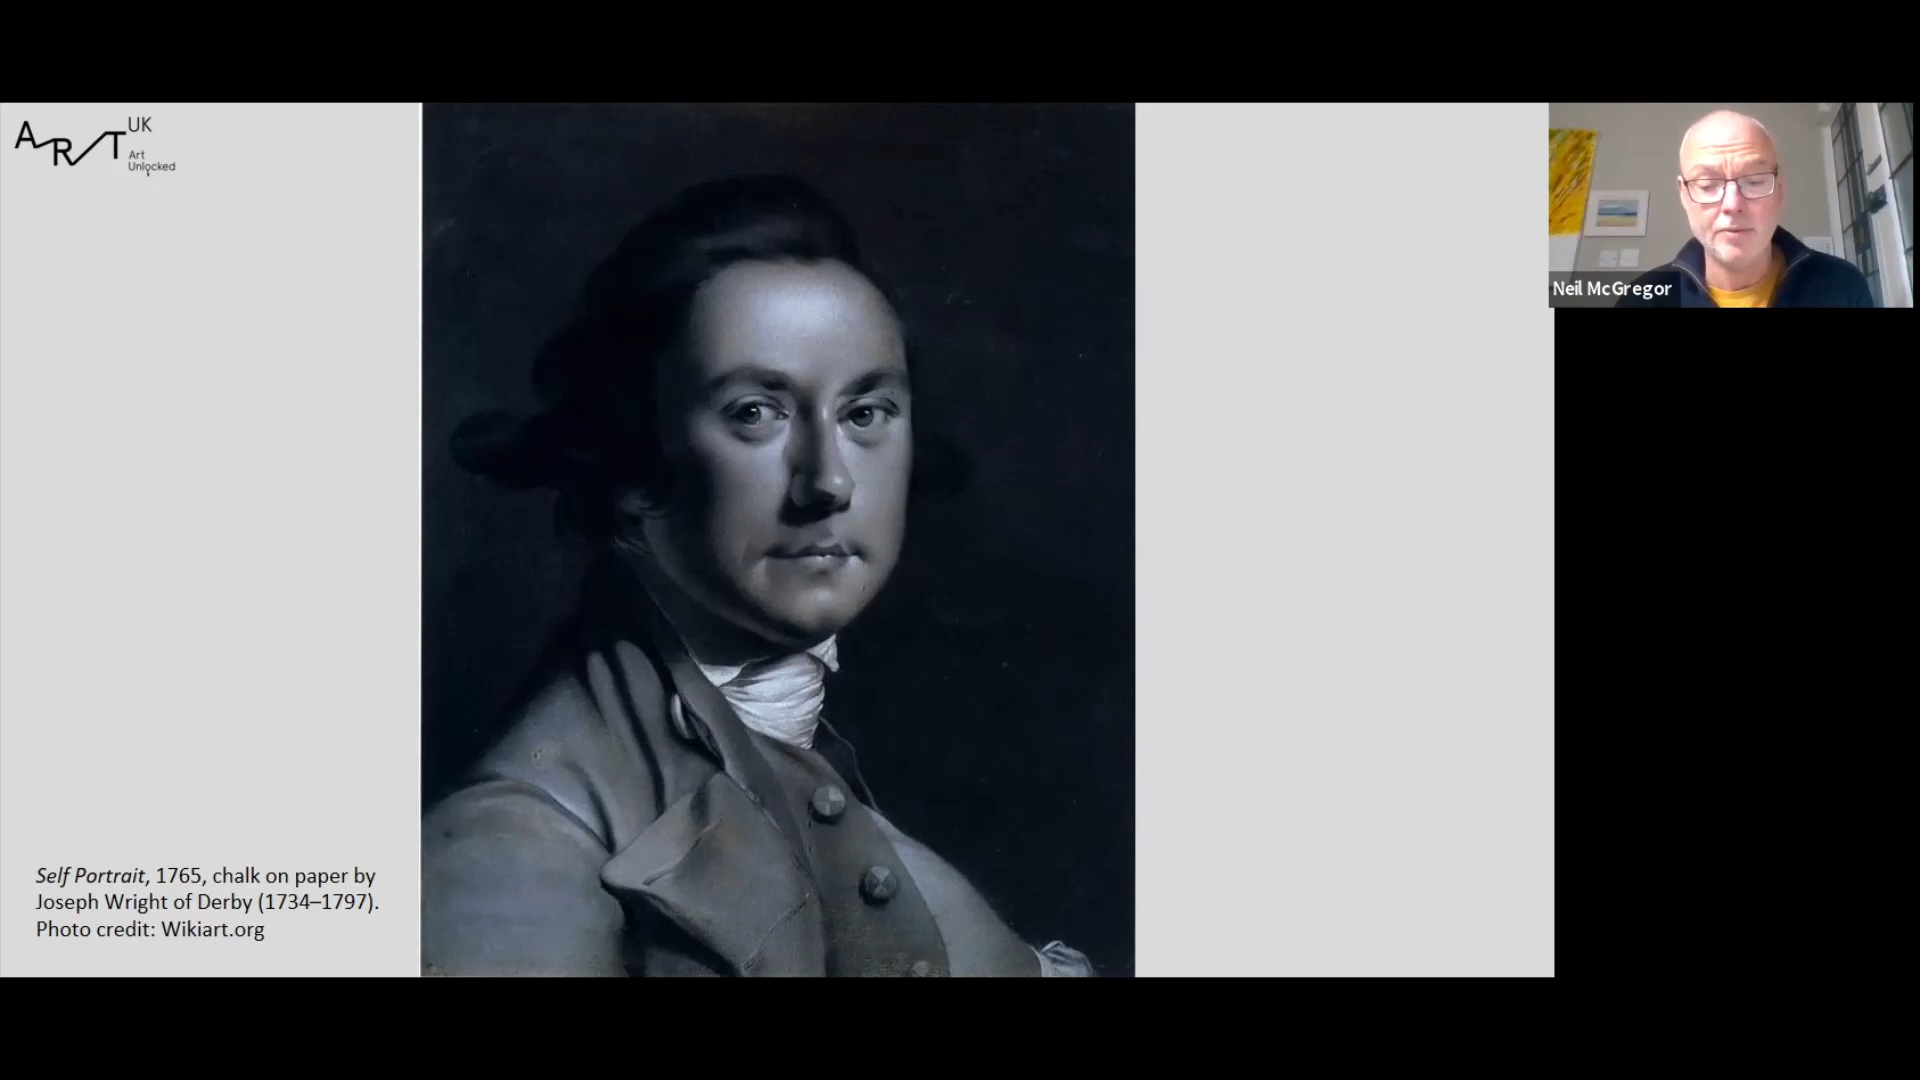 ART UK
Art
Unlocked
Neil McGregor
Self Portrait, 1765, chalk on paper by
Joseph Wright of Derby (1734–1797).
Photo credit: Wikiart.org